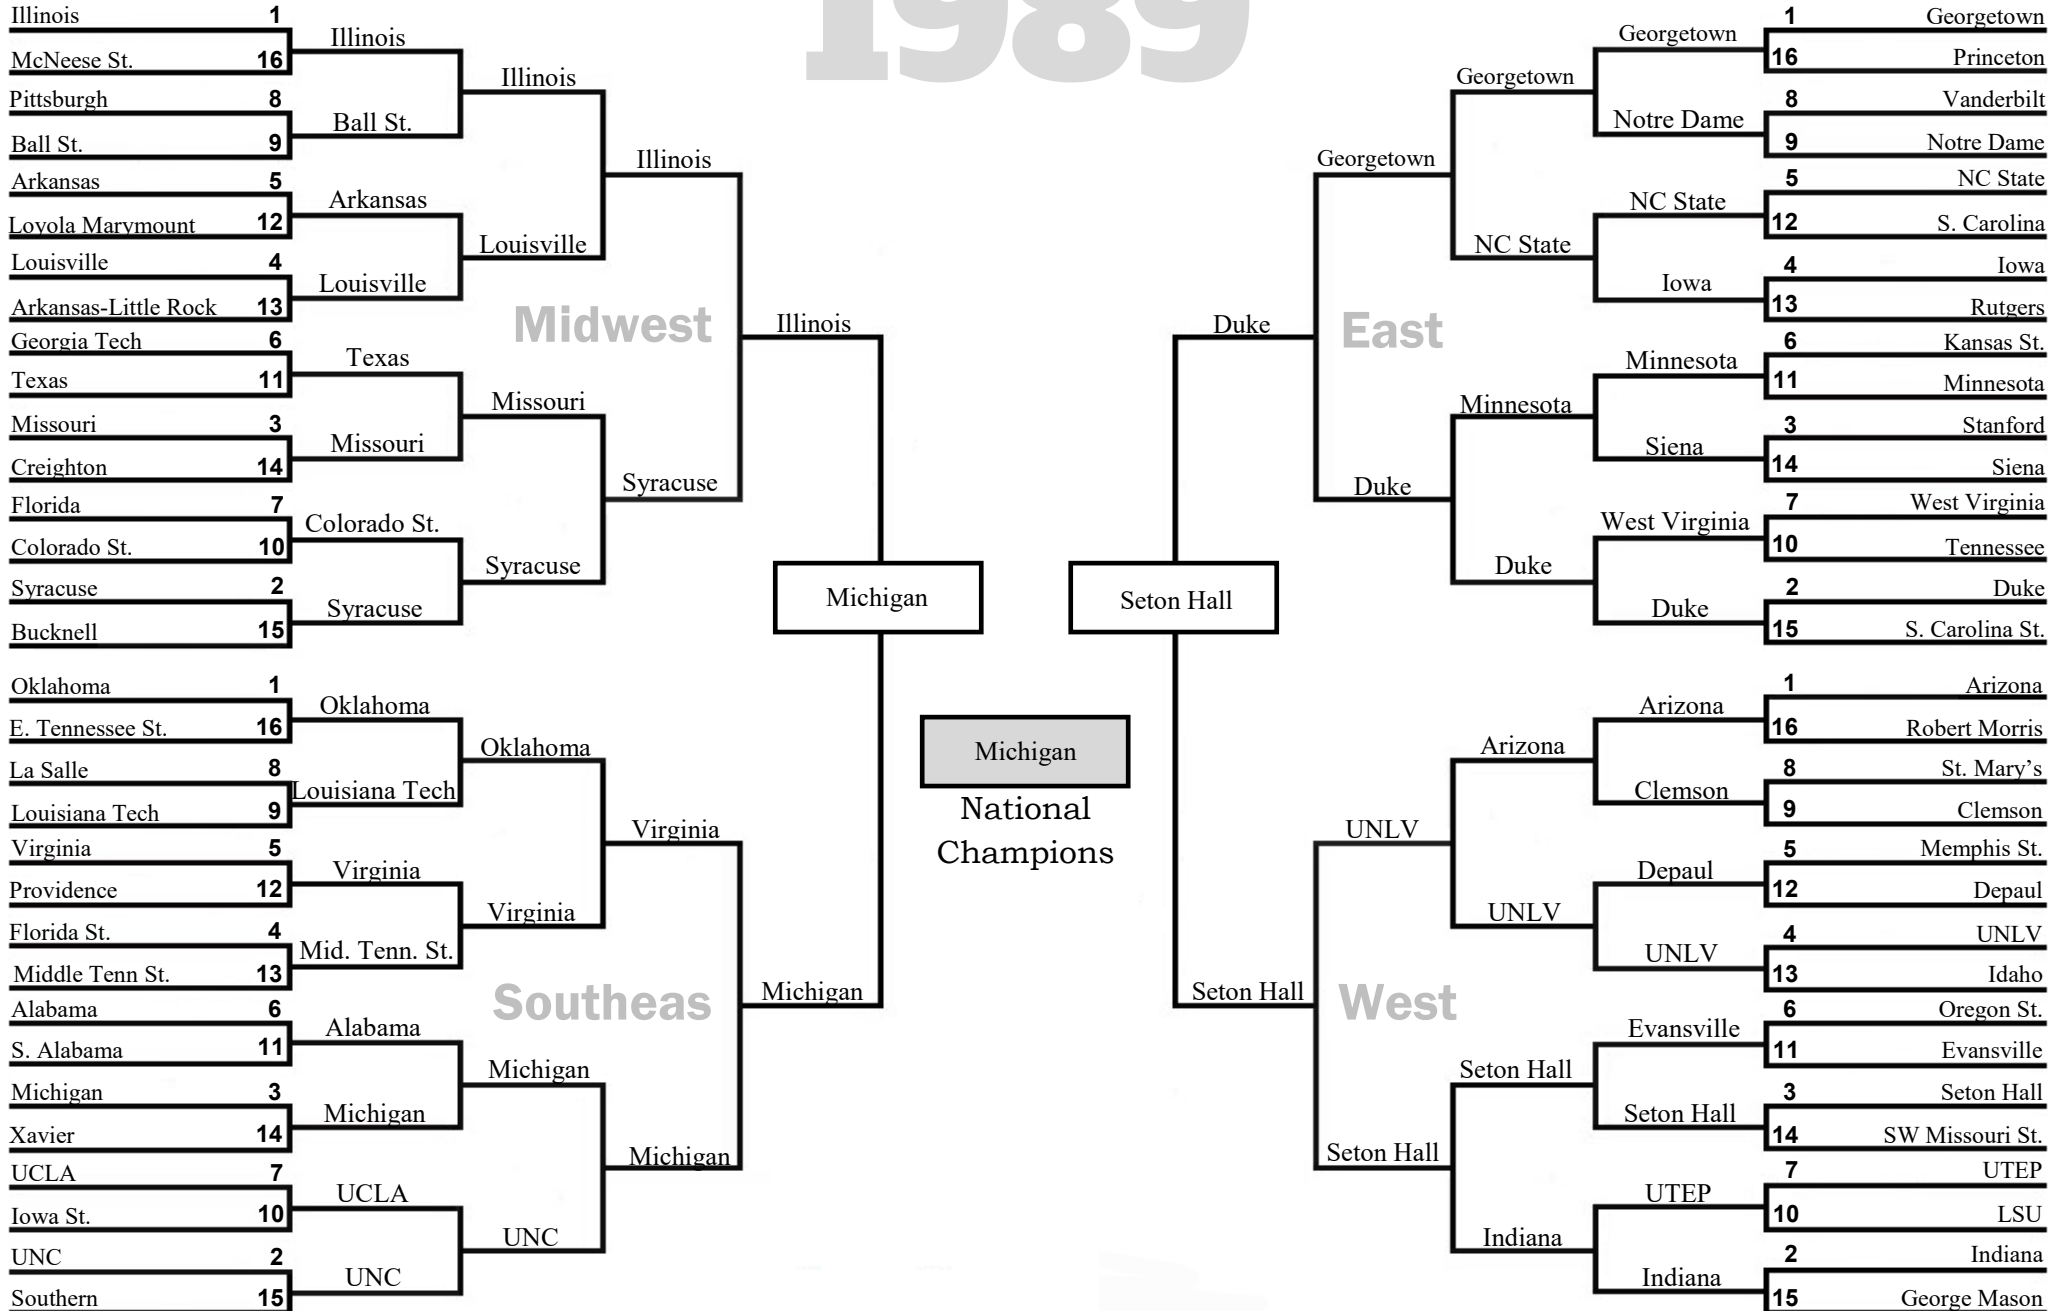 1989
Illinois 1
McNeese St. 16
Pittsburgh 8
Ball St. 9
Arkansas 5
Loyola Marymount 12
Louisville 4
Arkansas-Little Rock 13
Georgia Tech 6
Texas 11
Missouri 3
Creighton 14
Florida 7
Colorado St. 10
Syracuse 2
Bucknell 15
Illinois
Ball St.
Arkansas
Louisville
Texas
Missouri
Colorado St.
Syracuse
Illinois
Louisville
Missouri
Syracuse
Illinois
Syracuse
Midwest
Illinois
Oklahoma 1
E. Tennessee St. 16
La Salle 8
Louisiana Tech 9
Virginia 5
Providence 12
Florida St. 4
Middle Tenn St. 13
Alabama 6
S. Alabama 11
Michigan 3
Xavier 14
UCLA 7
Iowa St. 10
UNC 2
Southern 15
Oklahoma
Louisiana Tech
Virginia
Mid. Tenn. St.
Alabama
Michigan
UCLA
UNC
Oklahoma
Virginia
Michigan
UNC
Virginia
Michigan
Southeas
Michigan
Michigan
Seton Hall
Michigan
National
Champions
1 Georgetown
16 Princeton
8 Vanderbilt
9 Notre Dame
5 NC State
12 S. Carolina
4 Iowa
13 Rutgers
6 Kansas St.
11 Minnesota
3 Stanford
14 Siena
7 West Virginia
10 Tennessee
2 Duke
15 S. Carolina St.
Georgetown
Notre Dame
NC State
Iowa
Minnesota
Siena
West Virginia
Duke
Georgetown
NC State
Minnesota
Duke
Georgetown
Duke
East
Duke
1 Arizona
16 Robert Morris
8 St. Mary’s
9 Clemson
5 Memphis St.
12 Depaul
4 UNLV
13 Idaho
6 Oregon St.
11 Evansville
3 Seton Hall
14 SW Missouri St.
7 UTEP
10 LSU
2 Indiana
15 George Mason
Arizona
Clemson
Depaul
UNLV
Evansville
Seton Hall
UTEP
Indiana
Arizona
UNLV
Seton Hall
Indiana
UNLV
Seton Hall
West
Seton Hall